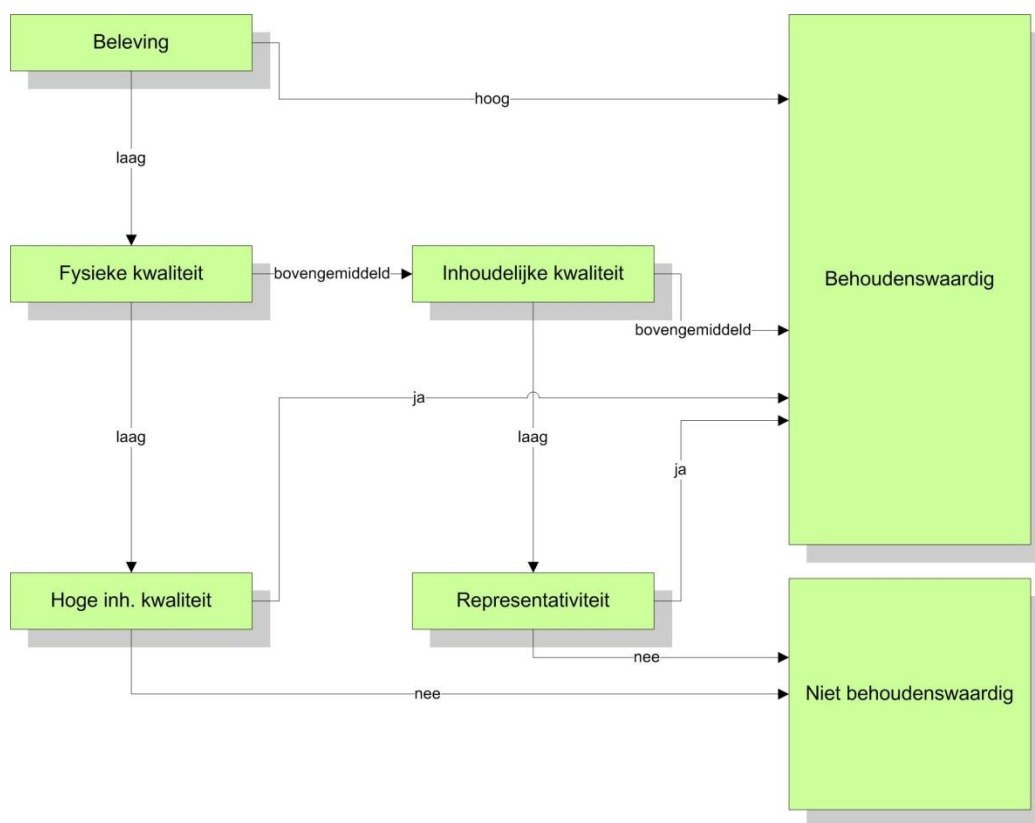 Beleving
hoog
laag
Fysieke kwaliteit
bovengemiddeld
Inhoudelijke kwaliteit
Behoudenswaardig
bovengemiddeld
ja
laag
laag
ja
Hoge inh. kwaliteit
Representativiteit
nee
nee
Niet behoudenswaardig